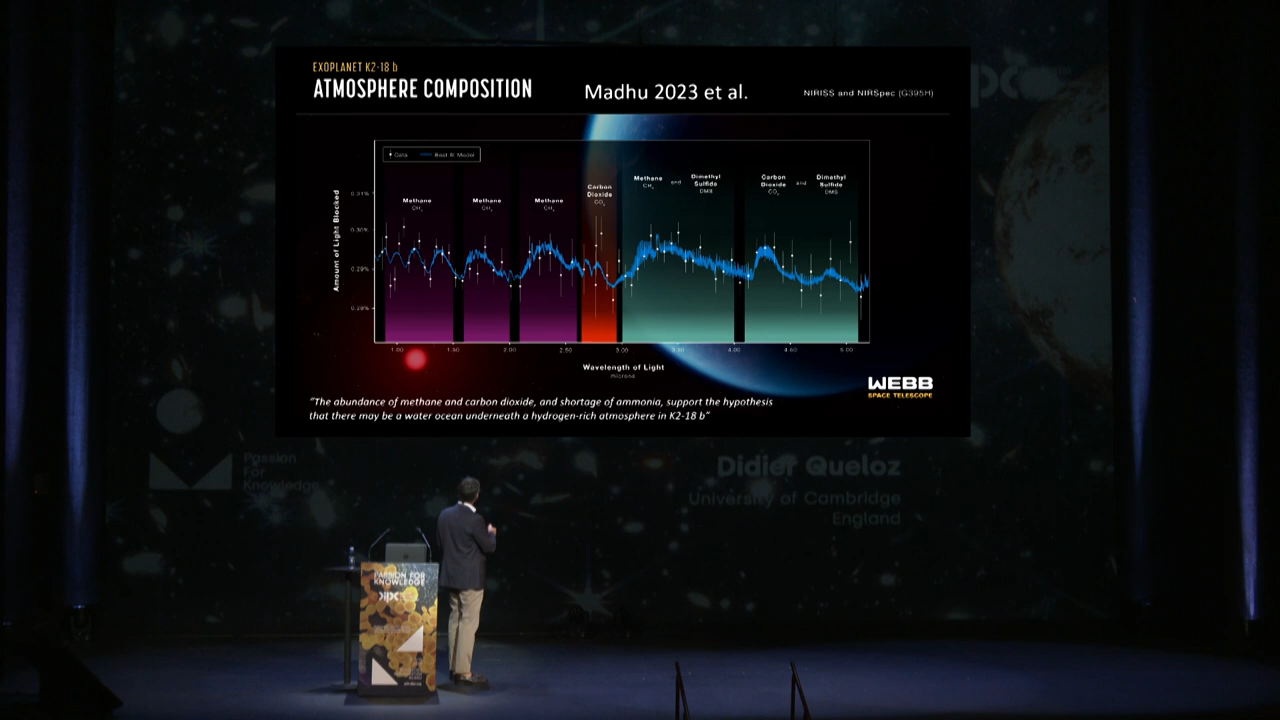 EXOPLANET K2-18 b
ATMOSPHERE COMPOSITION
Madhu 2023 et al.
NIRISS and NIRSpec (G395H)
Data
Best fit Model
Methane
CH4
Methane
CH4
Methane
CH4
Carbon
Dioxide
CO2
Methane
CH4
and
Dimethyl
Sulfide
DMS
Carbon
Dioxide
CO2
and
Dimethyl
Sulfide
DMS
Amount of Light Blocked
0.31%
0.30%
0.29%
0.28%
1.00
1.50
2.00
2.50
3.00
3.50
4.00
4.50
5.00
Wavelength of Light
microns
WEBB
SPACE TELESCOPE
"The abundance of methane and carbon dioxide, and shortage of ammonia, support the hypothesis
that there may be a water ocean underneath a hydrogen-rich atmosphere in K2-18 b"
Passion
For
Knowledge
Didier Queloz
University of Cambridge
England
PASSION FOR
KNOWLEDGE
dipc